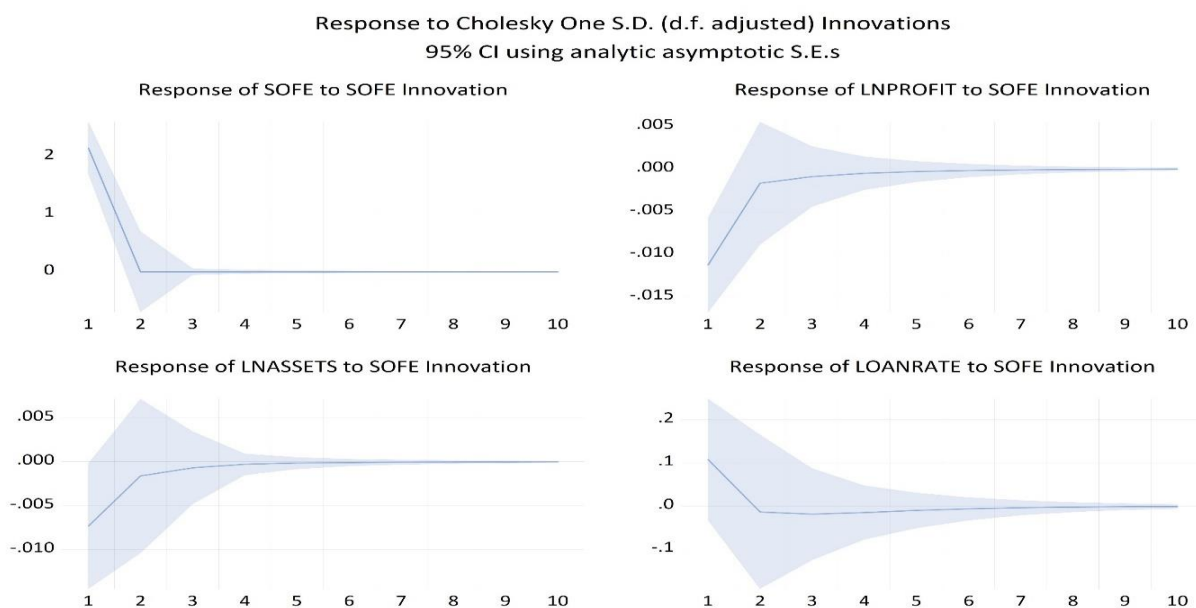 Response to Cholesky One S.D. (d.f. adjusted) Innovations
95% CI using analytic asymptotic S.E.s
Response of SOFE to SOFE Innovation
2
1
0
1 2 3 4 5 6 7 8 9 10
Response of LNPROFIT to SOFE Innovation
.005
.000
-.005
-.010
-.015
1 2 3 4 5 6 7 8 9 10
Response of LNASSETS to SOFE Innovation
.005
.000
-.005
-.010
1 2 3 4 5 6 7 8 9 10
Response of LOANRATE to SOFE Innovation
.2
.1
.0
-.1
1 2 3 4 5 6 7 8 9 10